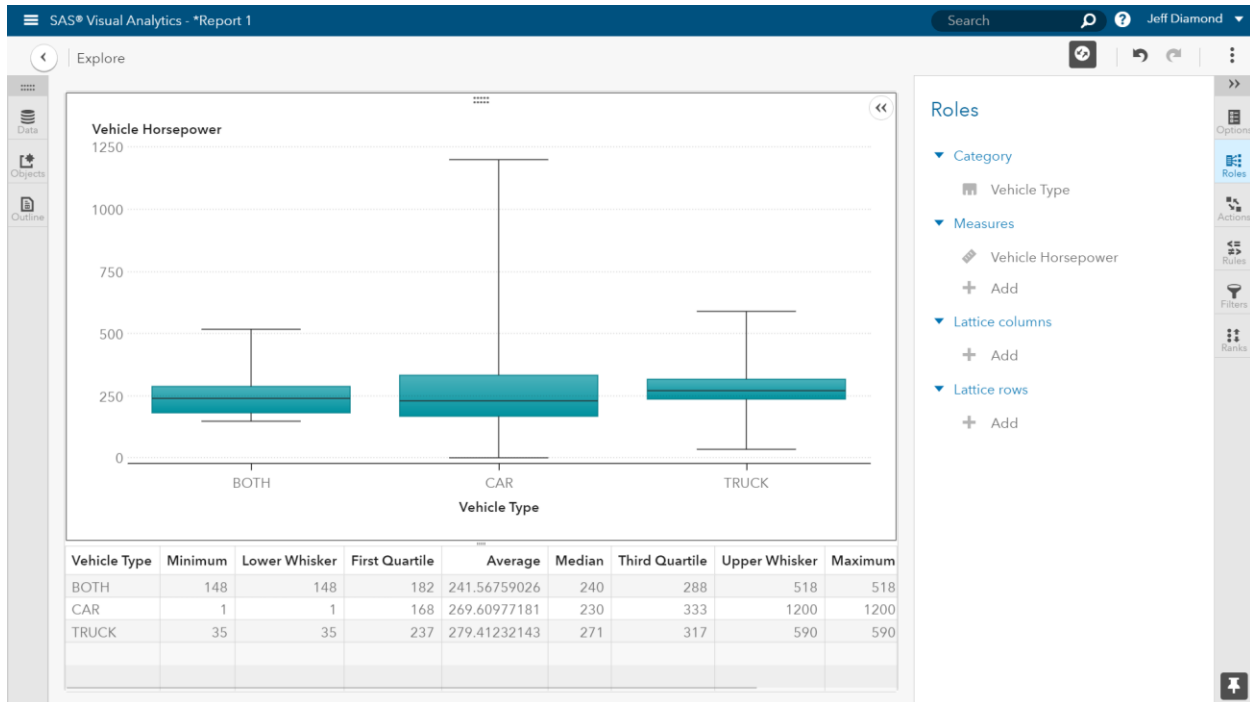 SAS® Visual Analytics - *Report 1
Search
Jeff Diamond
Explore
Data
Objects
Outline
Vehicle Horsepower
1250
1000
750
500
250
0
BOTH CAR TRUCK
Vehicle Type
Vehicle Type Minimum Lower Whisker First Quartile Average Median Third Quartile Upper Whisker Maximum
BOTH 148 148 182 241.56759026 240 288 518 518
CAR 1 1 168 269.60977181 230 333 1200 1200
TRUCK 35 35 237 279.41232143 271 317 590 590
Roles
Category
Vehicle Type
Measures
Vehicle Horsepower
Add
Lattice columns
Add
Lattice rows
Add
Options
Roles
Actions
Rules
Filters
Ranks